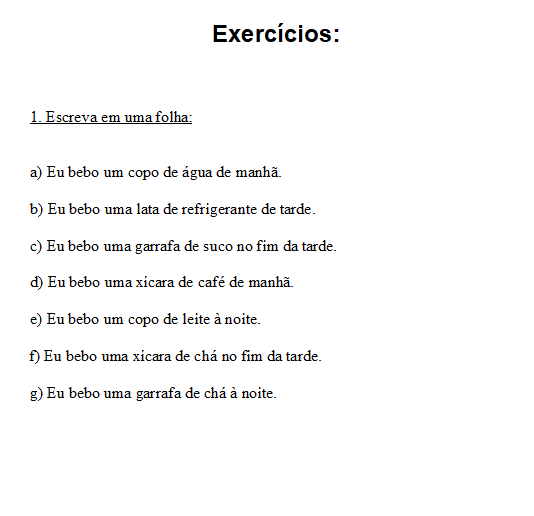 Exercícios:
1. Escreva em uma folha:
a) Eu bebo um copo de água de manhã.
b) Eu bebo uma lata de refrigerante de tarde.
c) Eu bebo uma garrafa de suco no fim da tarde.
d) Eu bebo uma xícara de café de manhã.
e) Eu bebo um copo de leite à noite.
f) Eu bebo uma xícara de chá no fim da tarde.
g) Eu bebo uma garrafa de chá à noite.